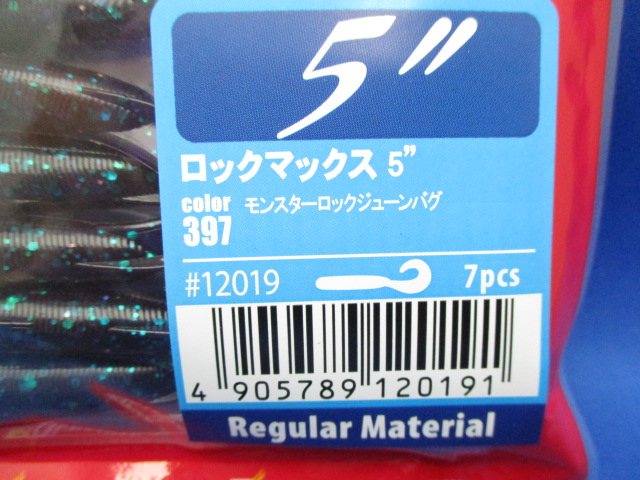 5"
ロックマックス 5"
color モンスターロックジューンバグ
397
#12019 7pcs
4 905789 120191
Regular Material